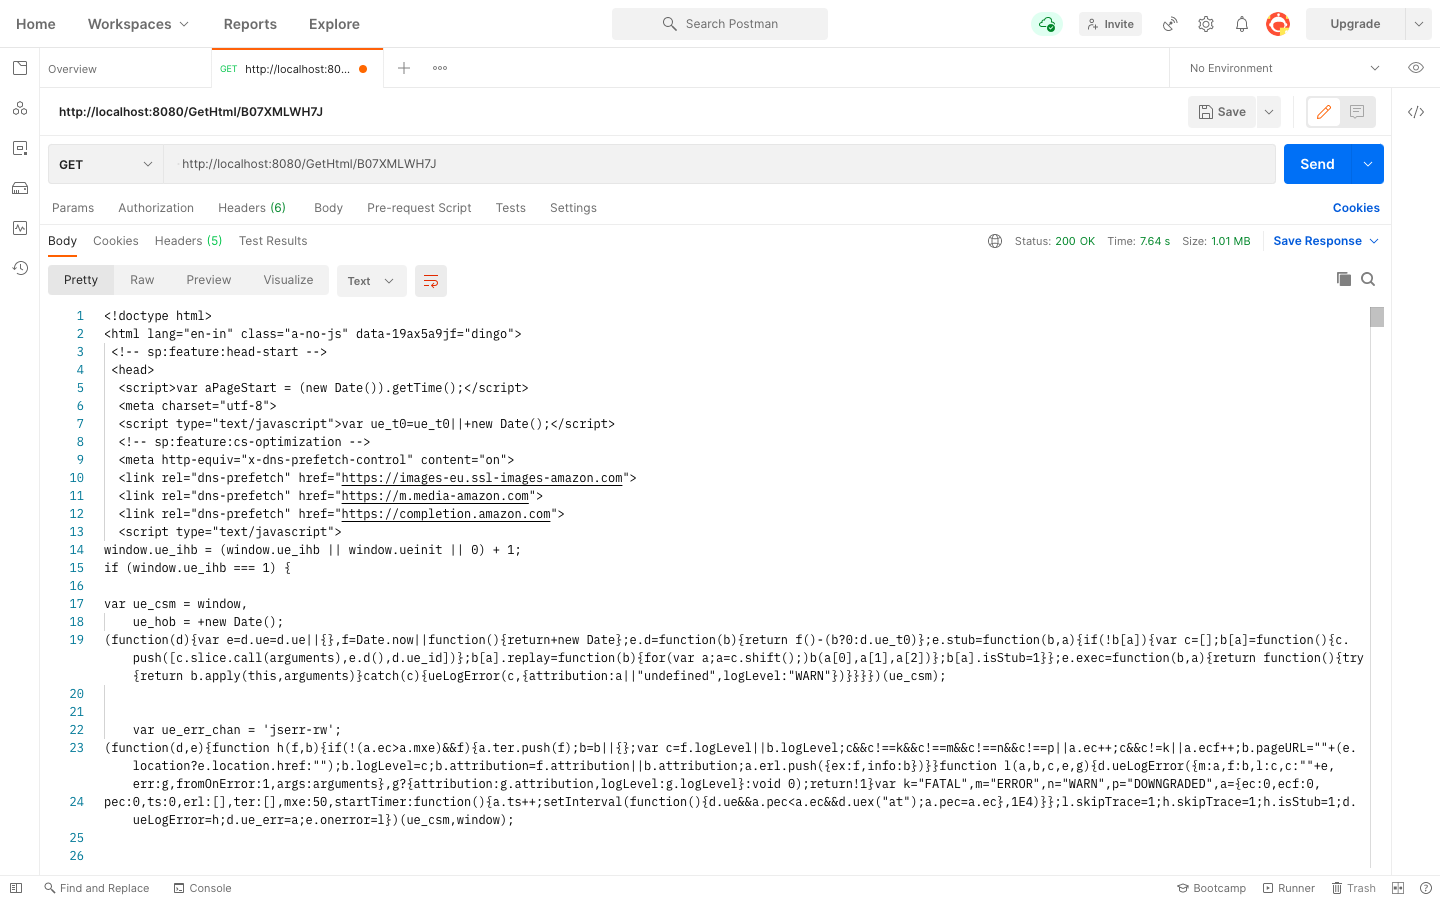 Home Workspaces Reports Explore Search Postman Invite Upgrade
Overview GET http://localhost:80... No Environment
http://localhost:8080/GetHtml/B07XMLWH7J Save
GET http://localhost:8080/GetHtml/B07XMLWH7J Send
Params Authorization Headers (6) Body Pre-request Script Tests Settings Cookies
Body Cookies Headers (5) Test Results Status: 200 OK Time: 7.64 s Size: 1.01 MB Save Response
Pretty Raw Preview Visualize Text
1 <!doctype html>
2 <html lang="en-in" class="a-no-js" data-19ax5a9jf="dingo">
3 <!-- sp:feature:head-start -->
4 <head>
5 <script>var aPageStart = (new Date()).getTime();</script>
6 <meta charset="utf-8">
7 <script type="text/javascript">var ue_t0=ue_t0||+new Date();</script>
8 <!-- sp:feature:cs-optimization -->
9 <meta http-equiv="x-dns-prefetch-control" content="on">
10 <link rel="dns-prefetch" href="https://images-eu.ssl-images-amazon.com">
11 <link rel="dns-prefetch" href="https://m.media-amazon.com">
12 <link rel="dns-prefetch" href="https://completion.amazon.com">
13 <script type="text/javascript">
14 window.ue_ihb = (window.ue_ihb || window.ueinit || 0) + 1;
15 if (window.ue_ihb === 1) {
16
17 var ue_csm = window,
18 ue_hob = +new Date();
19 (function(d){var e=d.ue=d.ue||{},f=Date.now||function(){return+new Date};e.d=function(b){return f()-(b?0:d.ue_t0)};e.stub=function(b,a){if(!b[a]){var c=[];b[a]=function(){c.
push([c.slice.call(arguments),e.d(),d.ue_id])};b[a].replay=function(b){for(var a;a=c.shift();)b(a[0],a[1],a[2])};b[a].isStub=1}};e.exec=function(b,a){return function(){try
{return b.apply(this,arguments)}catch(c){ueLogError(c,{attribution:a||"undefined",logLevel:"WARN"})}}}})(ue_csm);
20
21
22 var ue_err_chan = 'jserr-rw';
23 (function(d,e){function h(f,b){if(!(a.ec>a.mxe)&&f){a.ter.push(f);b=b||{};var c=f.logLevel||b.logLevel;c&&c!==k&&c!==m&&c!==n&&c!==p||a.ec++;c&&c!=k||a.ecf++;b.pageURL=""+(e.
location?e.location.href:"");b.logLevel=c;b.attribution=f.attribution||b.attribution;a.erl.push({ex:f,info:b})}}function l(a,b,c,e,g){d.ueLogError({m:a,f:b,l:c,c:""+e,
err:g,fromOnError:1,args:arguments},g?{attribution:g.attribution,logLevel:g.logLevel}:void 0);return!1}var k="FATAL",m="ERROR",n="WARN",p="DOWNGRADED",a={ec:0,ecf:0,
24 pec:0,ts:0,erl:[],ter:[],mxe:50,startTimer:function(){a.ts++;setInterval(function(){d.ue&&a.pec<a.ec&&d.uex("at");a.pec=a.ec},1E4)}};l.skipTrace=1;h.skipTrace=1;h.isStub=1;d.
ueLogError=h;d.ue_err=a;e.onerror=l})(ue_csm,window);
25
26
Find and Replace Console Bootcamp Runner Trash